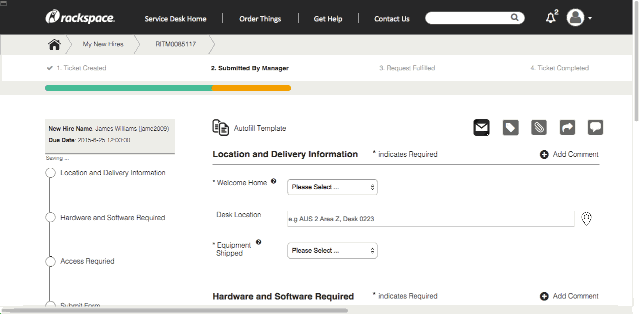 rackspace.
Service Desk Home
Order Things
Get Help
Contact Us
2
My New Hires
RITM0085117
1. Ticket Created
2. Submitted By Manager
3. Request Fulfilled
4. Ticket Completed
New Hire Name: James Williams (jame2009)
Due Date: 2015-6-25 12:00:00
Saving ...
Location and Delivery Information
Hardware and Software Required
Access Requried
Submit Form
Autofill Template
Location and Delivery Information
* indicates Required
Add Comment
* Welcome Home ?
Please Select ...
Desk Location
e.g AUS 2 Area Z, Desk 0223
* Equipment ?
Shipped
Please Select ...
Hardware and Software Required
* indicates Required
Add Comment